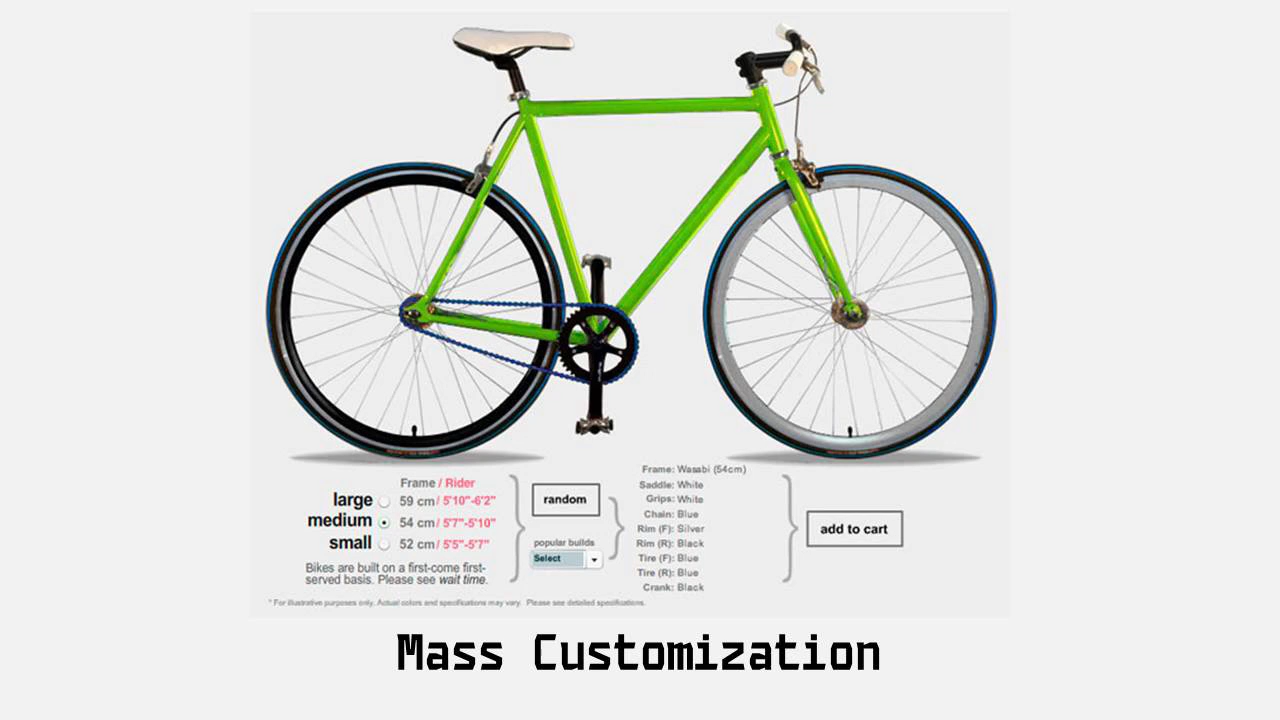 Frame / Rider
large 59 cm / 5'10"-6'2"
medium 54 cm / 5'7"-5'10"
small 52 cm / 5'5"-5'7"
Bikes are built on a first-come first-
served basis. Please see wait time.
random
popular builds
Select
Frame: Wasabi (54cm)
Saddle: White
Grips: White
Chain: Blue
Rim (F): Silver
Rim (R): Black
Tire (F): Blue
Tire (R): Blue
Crank: Black
add to cart
* For illustrative purposes only. Actual colors and specifications may vary. Please see detailed specifications.
Mass Customization